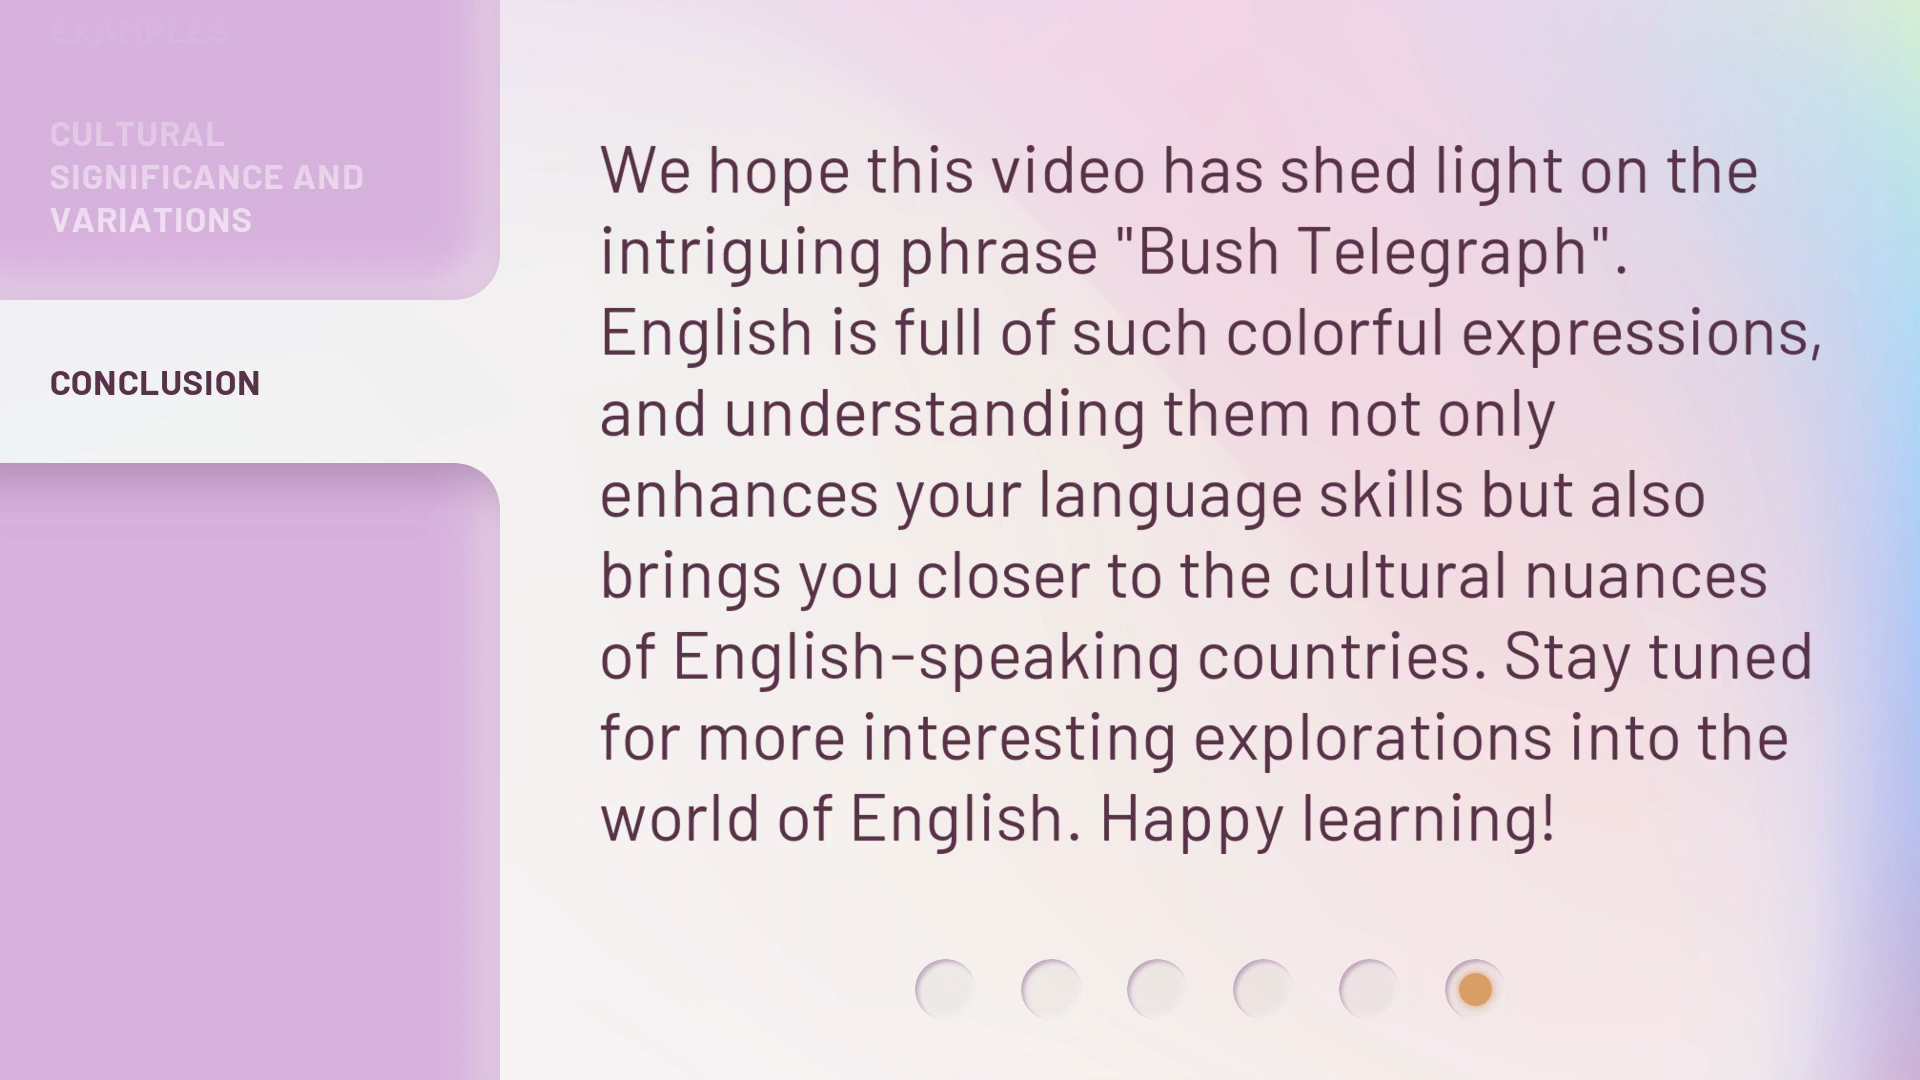 EXAMPLES
CULTURAL
SIGNIFICANCE AND
VARIATIONS
CONCLUSION
We hope this video has shed light on the
intriguing phrase "Bush Telegraph".
English is full of such colorful expressions,
and understanding them not only
enhances your language skills but also
brings you closer to the cultural nuances
of English-speaking countries. Stay tuned
for more interesting explorations into the
world of English. Happy learning!